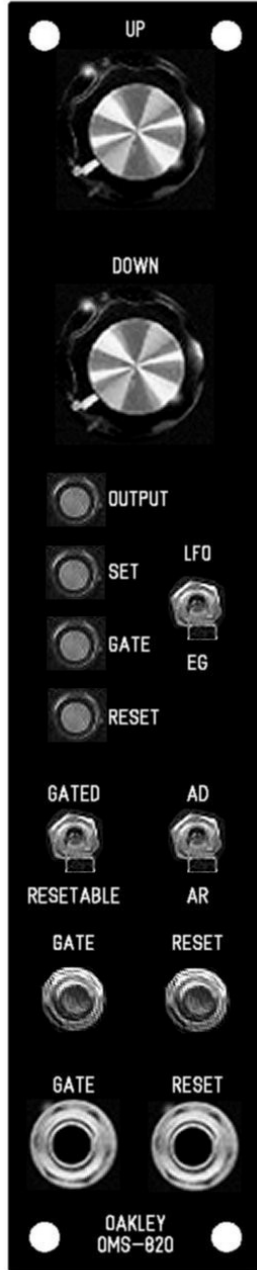 UP
DOWN
OUTPUT
LFO
SET
GATE
EG
RESET
GATED AD
RESETABLE AR
GATE RESET
GATE RESET
OAKLEY
OMS-820